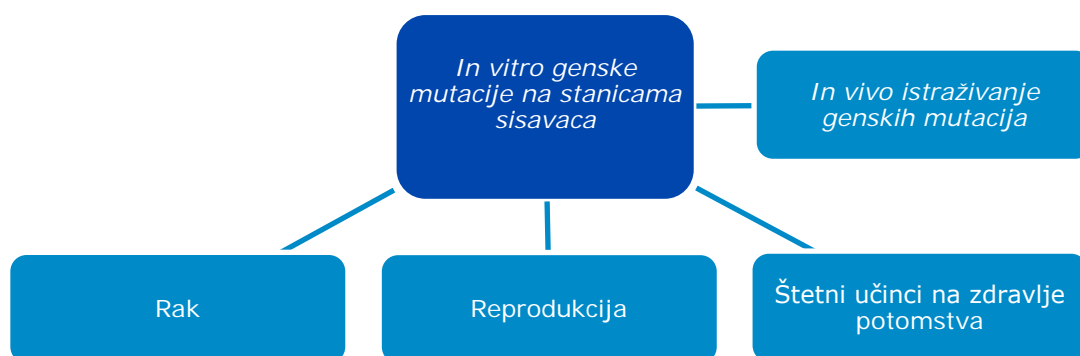 In vitro genske
mutacije na stanicama
sisavaca
In vivo istraživanje
genskih mutacija
Rak
Reprodukcija
Štetni učinci na zdravlje
potomstva